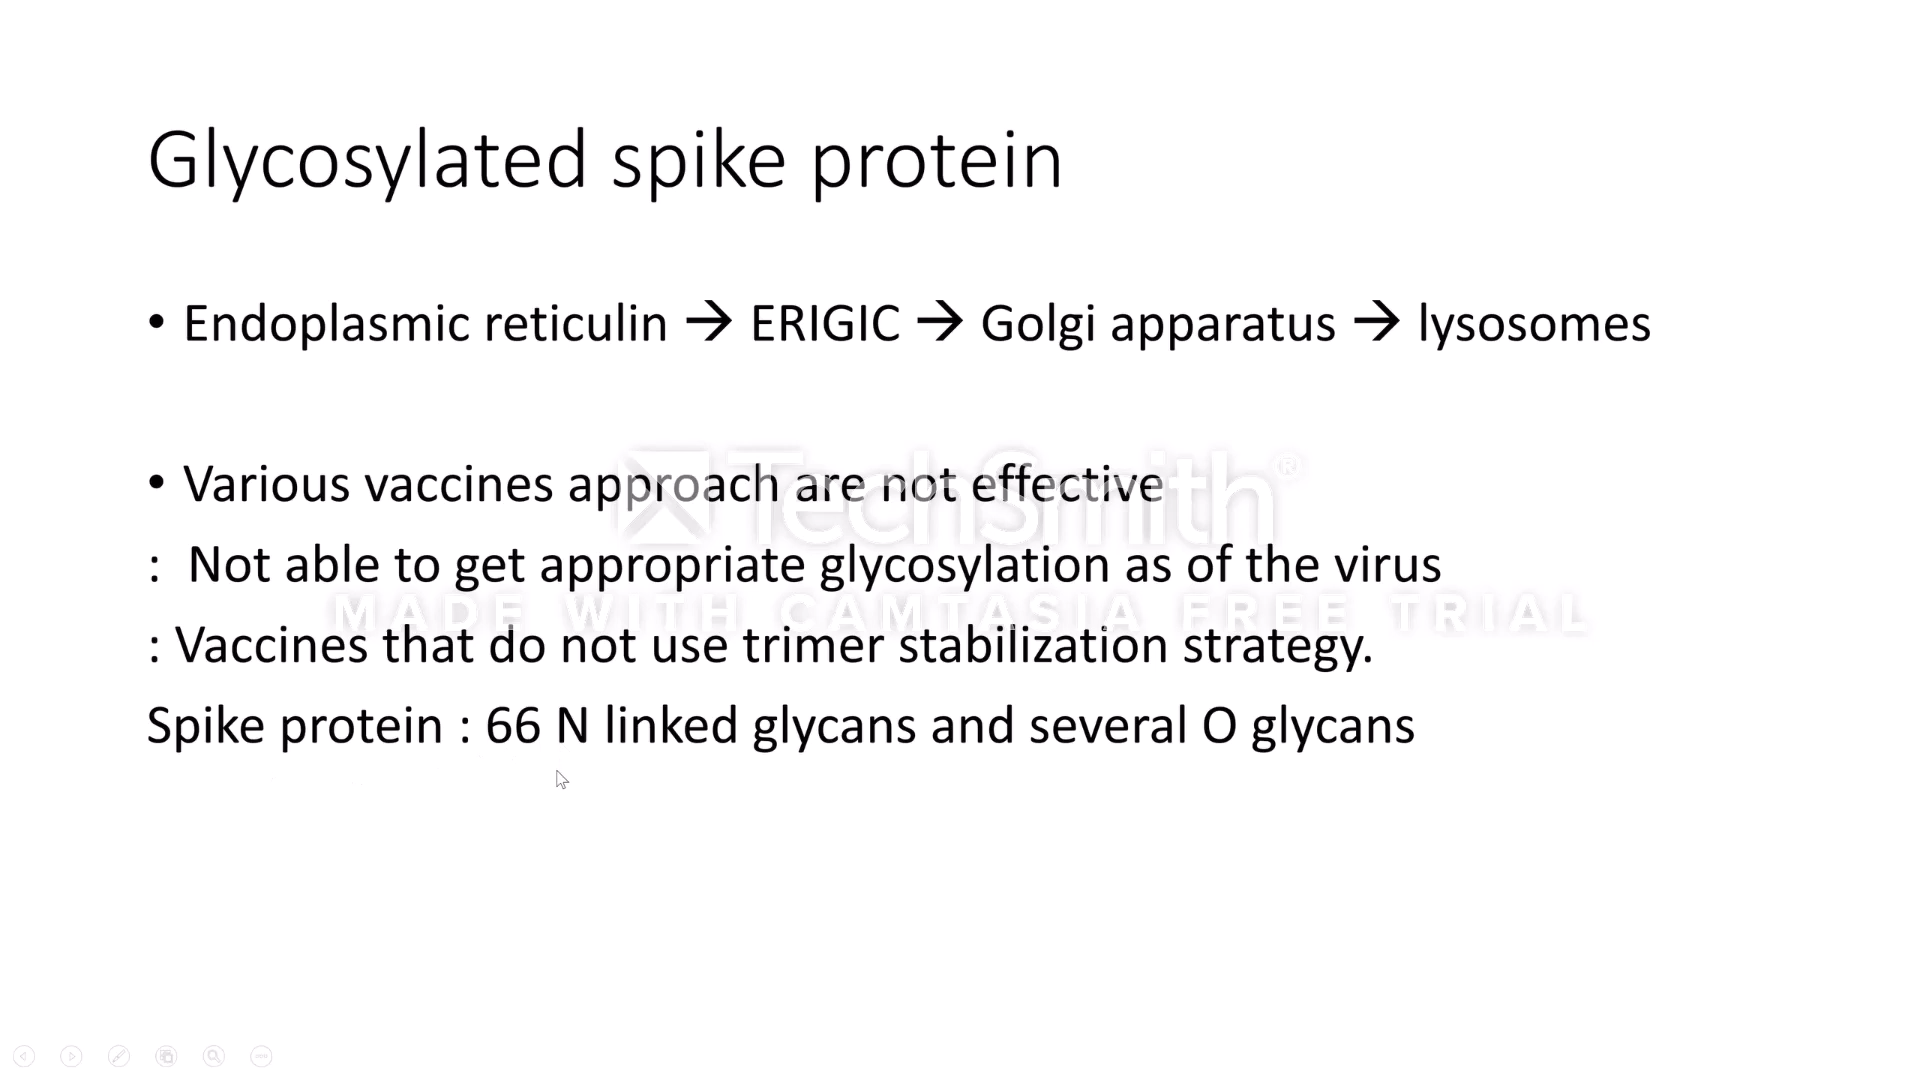 Glycosylated spike protein
• Endoplasmic reticulin → ERIGIC → Golgi apparatus → lysosomes
• Various vaccines approach are not effective
: Not able to get appropriate glycosylation as of the virus
: Vaccines that do not use trimer stabilization strategy.
Spike protein : 66 N linked glycans and several O glycans
TechSmith®
MADE WITH CAMTASIA FREE TRIAL